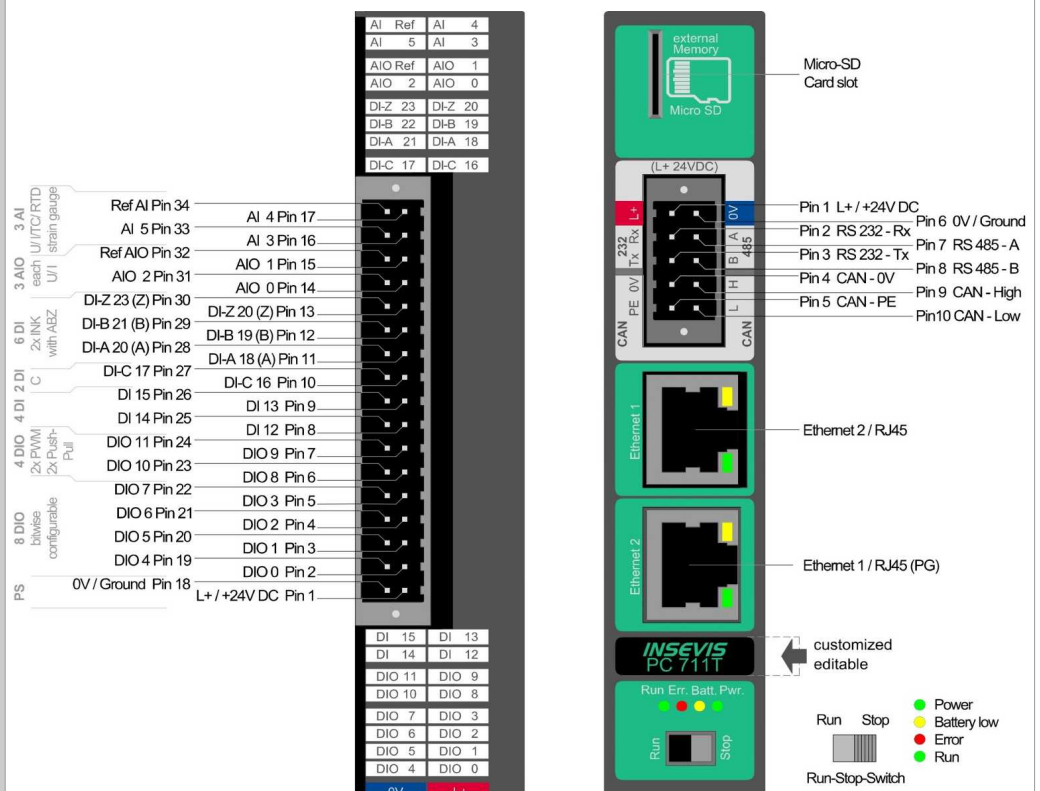 AI Ref AI 4
AI 5 AI 3
AIO Ref AIO 1
AIO 2 AIO 0
DI-Z 23 DI-Z 20
DI-B 22 DI-B 19
DI-A 21 DI-A 18
DI-C 17 DI-C 16
3 AI
U/ I/TC/ RTD
strain gauge
3 AIO
each
U/ I
6 DI
2x INK
with ABZ
2 DI
C
4 DI
4 DIO
2x PWM
2x Push-
Pull
8 DIO
bitwise
configurable
PS
Ref AI Pin 34
AI 4 Pin 17
AI 5 Pin 33
AI 3 Pin 16
Ref AIO Pin 32
AIO 1 Pin 15
AIO 2 Pin 31
AIO 0 Pin 14
DI-Z 23 (Z) Pin 30
DI-Z 20 (Z) Pin 13
DI-B 21 (B) Pin 29
DI-B 19 (B) Pin 12
DI-A 20 (A) Pin 28
DI-A 18 (A) Pin 11
DI-C 17 Pin 27
DI-C 16 Pin 10
DI 15 Pin 26
DI 13 Pin 9
DI 14 Pin 25
DI 12 Pin 8
DIO 11 Pin 24
DIO 9 Pin 7
DIO 10 Pin 23
DIO 8 Pin 6
DIO 7 Pin 22
DIO 3 Pin 5
DIO 6 Pin 21
DIO 2 Pin 4
DIO 5 Pin 20
DIO 1 Pin 3
DIO 4 Pin 19
DIO 0 Pin 2
0V / Ground Pin 18
L+ / +24V DC Pin 1
DI 15 DI 13
DI 14 DI 12
DIO 11 DIO 9
DIO 10 DIO 8
DIO 7 DIO 3
DIO 6 DIO 2
DIO 5 DIO 1
DIO 4 DIO 0
0V L+
external
Memory
Micro SD
Micro-SD
Card slot
(L+ 24VDC)
L+
0V
232
Tx Rx
PE 0V
CAN
A
B
485
H
L
CAN
Pin 1 L+ / +24V DC
Pin 6 0V / Ground
Pin 2 RS 232 - Rx
Pin 7 RS 485 - A
Pin 3 RS 232 - Tx
Pin 8 RS 485 - B
Pin 4 CAN - 0V
Pin 9 CAN - High
Pin 5 CAN - PE
Pin10 CAN - Low
Ethernet 1
Ethernet 2 / RJ45
Ethernet 2
Ethernet 1 / RJ45 (PG)
INSEVIS
PC 711T
customized
editable
Run Err. Batt. Pwr.
Run
Stop
Run Stop
Run-Stop-Switch
Power
Battery low
Error
Run